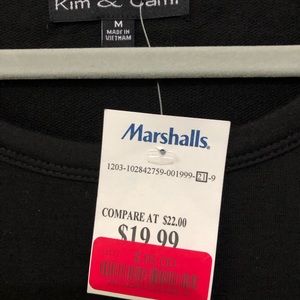 Kim & Cami
M
MADE IN
VIETNAM
Marshalls.
1203-102842759-001999-21-9
COMPARE AT $22.00
$19.99